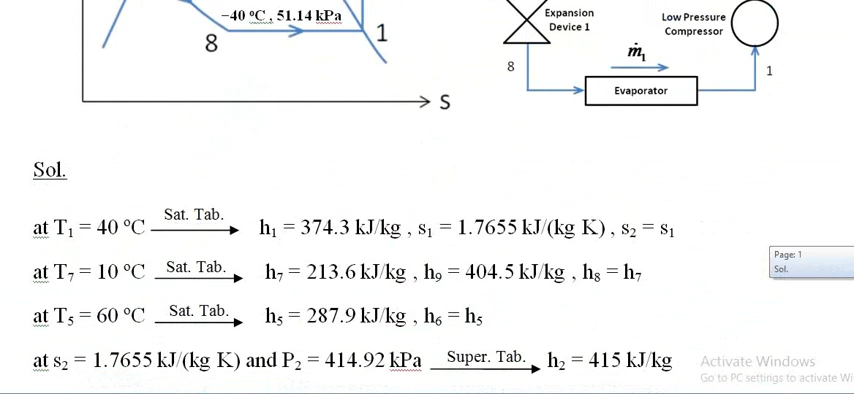 −40 ºC , 51.14 kPa
8
1
S
Expansion
Device 1
Low Pressure
Compressor
ṁ₁
8
1
Evaporator
Sol.
at T₁ = 40 ºC Sat. Tab. h₁ = 374.3 kJ/kg , s₁ = 1.7655 kJ/(kg K) , s₂ = s₁
at T₇ = 10 ºC Sat. Tab. h₇ = 213.6 kJ/kg , h₉ = 404.5 kJ/kg , h₈ = h₇
at T₅ = 60 ºC Sat. Tab. h₅ = 287.9 kJ/kg , h₆ = h₅
at s₂ = 1.7655 kJ/(kg K) and P₂ = 414.92 kPa Super. Tab. h₂ = 415 kJ/kg
Page: 1
Sol.
Activate Windows
Go to PC settings to activate Wi